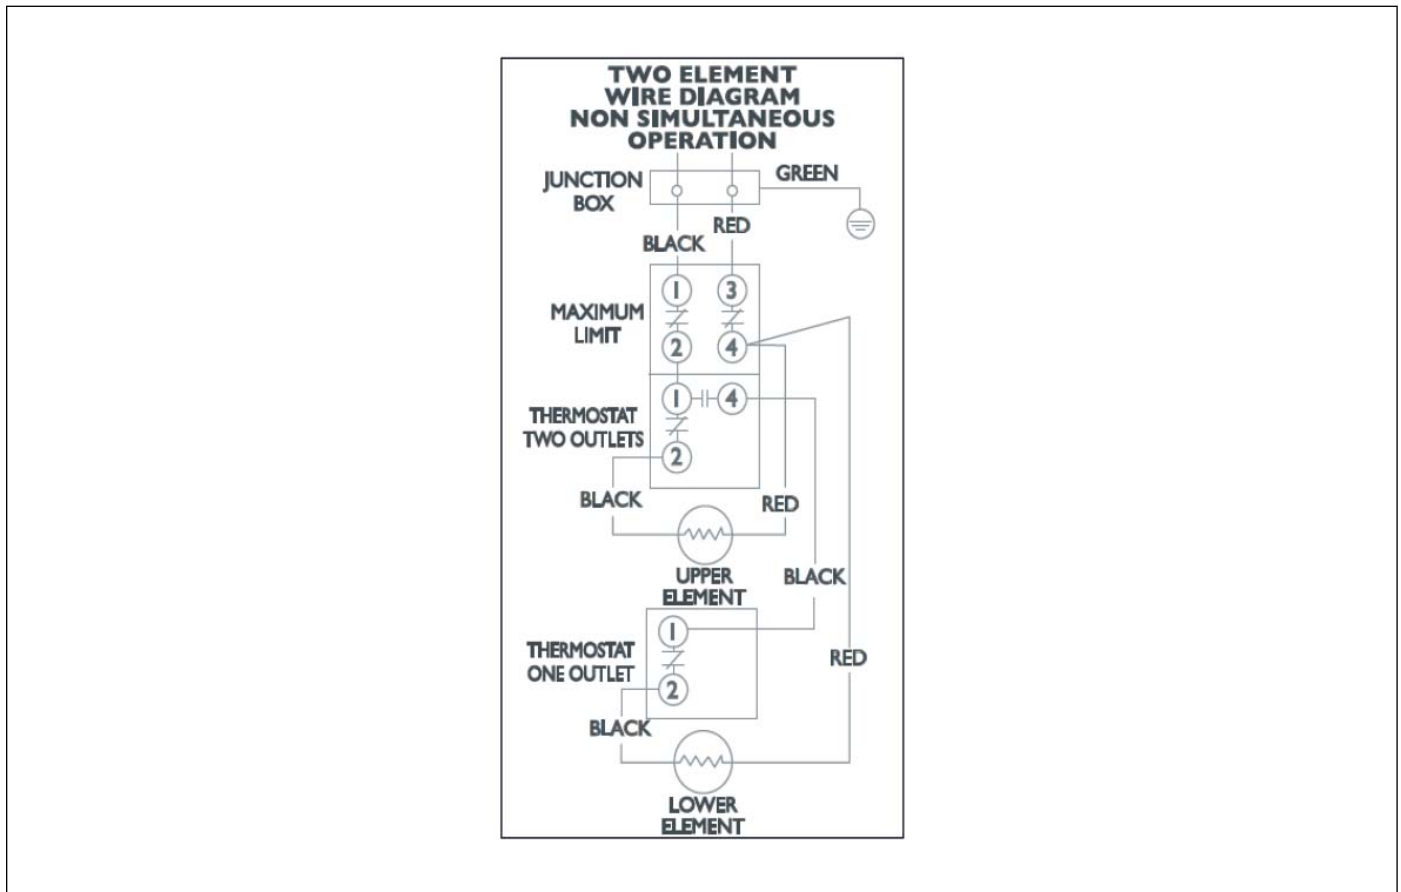 TWO ELEMENT
WIRE DIAGRAM
NON SIMULTANEOUS
OPERATION
JUNCTION
BOX
GREEN
RED
BLACK
1 3
MAXIMUM
LIMIT
2 4
1 4
THERMOSTAT
TWO OUTLETS
2
BLACK
RED
UPPER
ELEMENT
BLACK
1
THERMOSTAT
ONE OUTLET
RED
2
BLACK
LOWER
ELEMENT